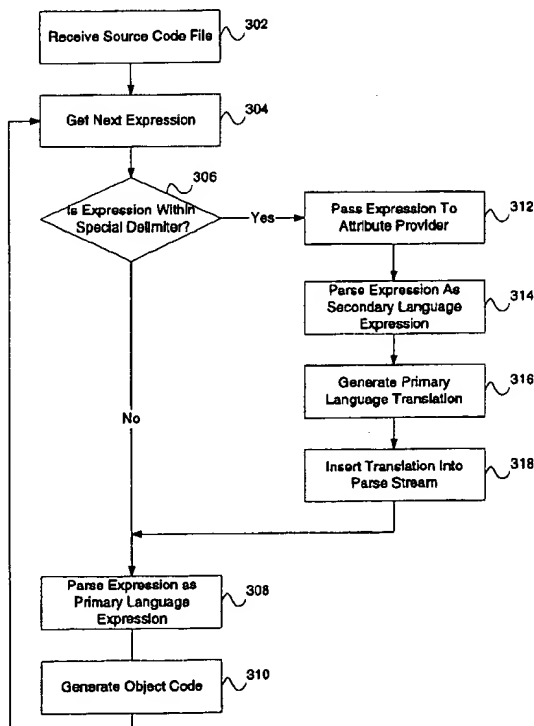 Receive Source Code File
302
Get Next Expression
304
306
Is Expression Within
Special Delimiter?
Yes
Pass Expression To
Attribute Provider
312
Parse Expression As
Secondary Language
Expression
314
Generate Primary
Language Translation
316
No
Insert Translation Into
Parse Stream
318
Parse Expression as
Primary Language
Expression
308
Generate Object Code
310